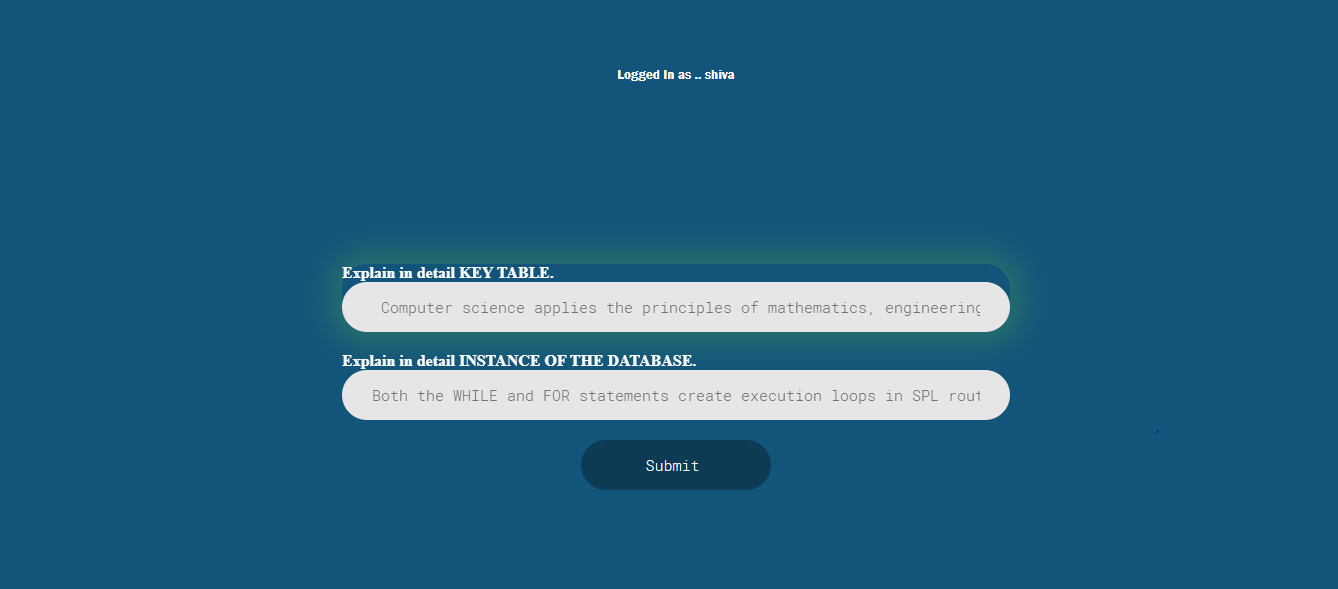 Logged In as .. shiva
Explain in detail KEY TABLE.
Computer science applies the principles of mathematics, engineering
Explain in detail INSTANCE OF THE DATABASE.
Both the WHILE and FOR statements create execution loops in SPL rout
Submit